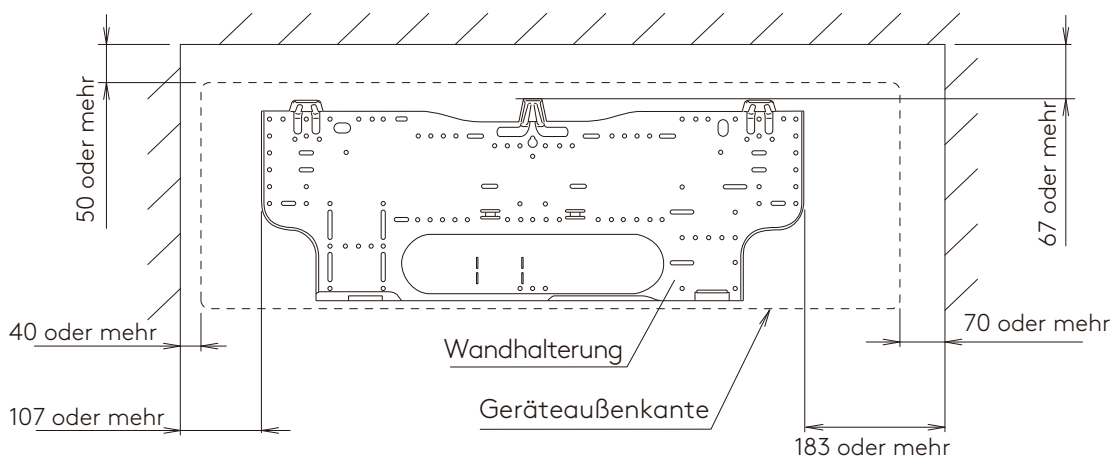 50 oder mehr
67 oder mehr
40 oder mehr
70 oder mehr
Wandhalterung
Geräteaußenkante
107 oder mehr
183 oder mehr